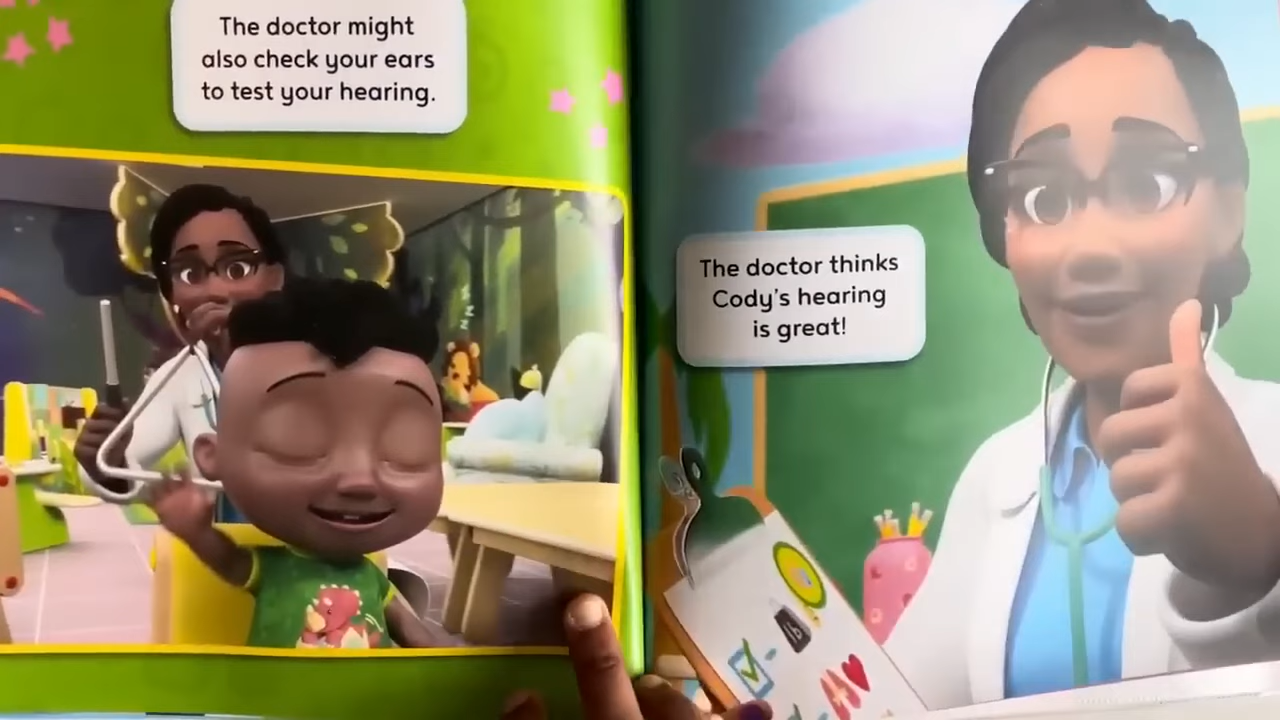 The doctor might
also check your ears
to test your hearing.
z
z
z
z
The doctor thinks
Cody's hearing
is great!